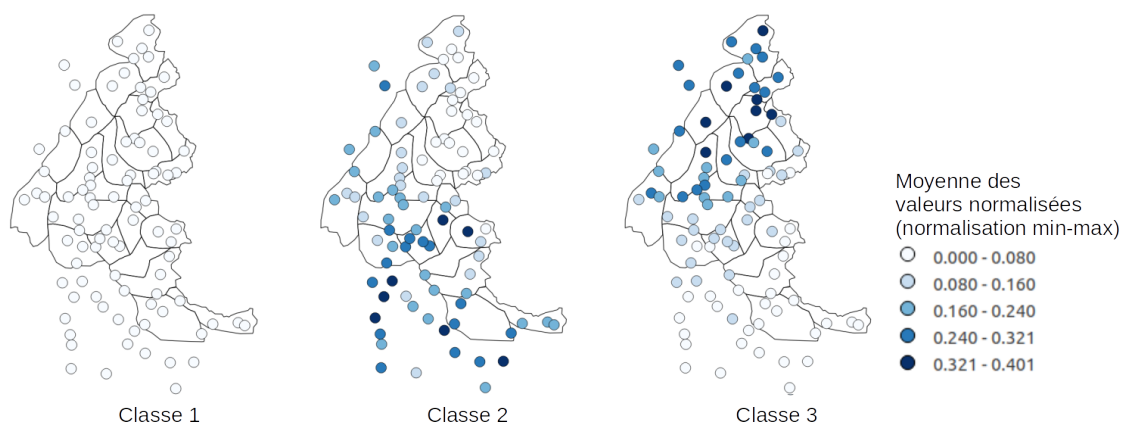 Moyenne des
valeurs normalisées
(normalisation min-max)
0.000 - 0.080
0.080 - 0.160
0.160 - 0.240
0.240 - 0.321
0.321 - 0.401
Classe 1
Classe 2
Classe 3